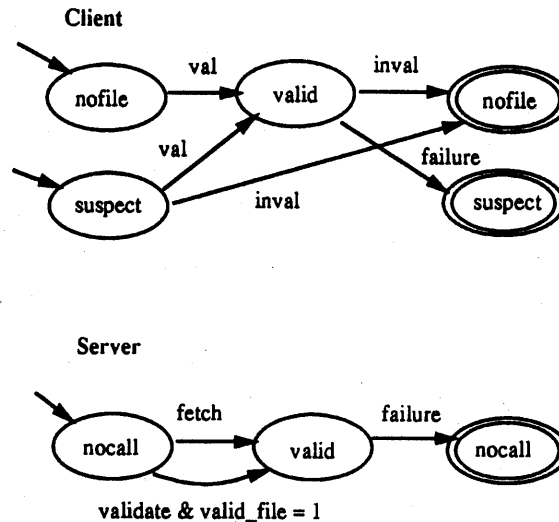 Client
val
inval
nofile
valid
nofile
val
failure
suspect
inval
suspect
Server
fetch
failure
nocall
valid
nocall
validate & valid_file = 1